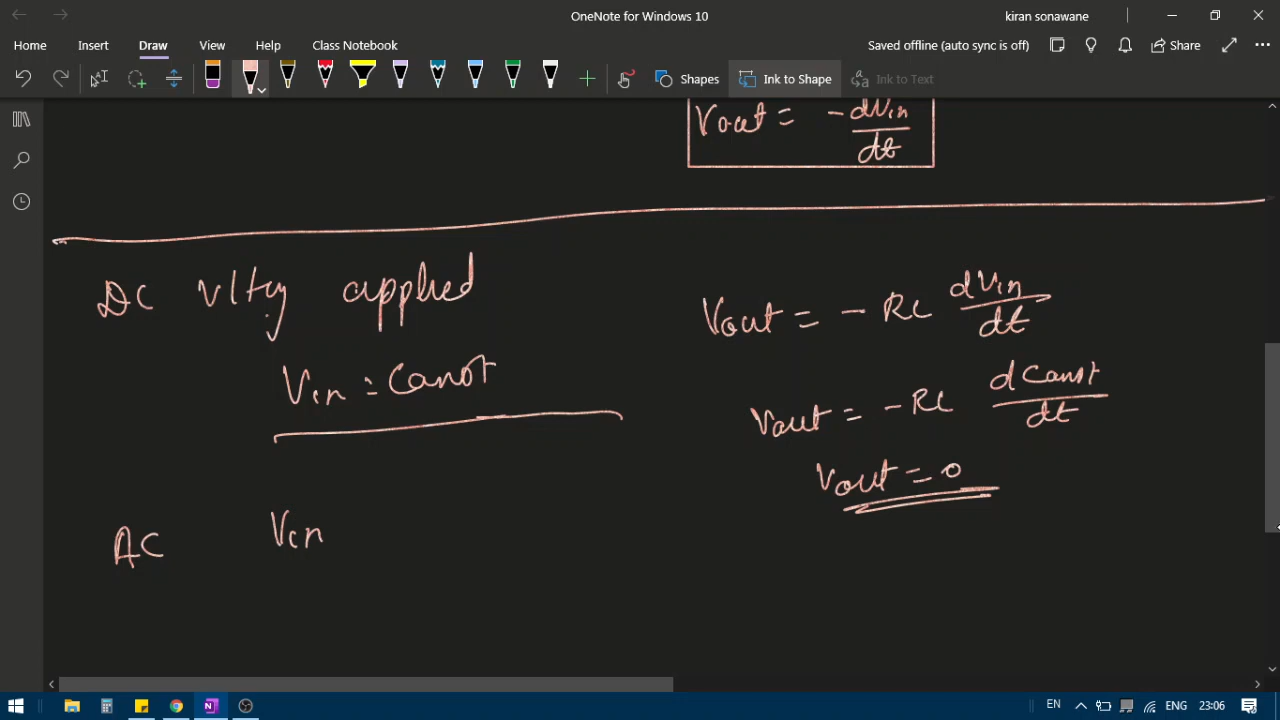 OneNote for Windows 10
kiran sonawane
Home Insert Draw View Help Class Notebook
Saved offline (auto sync is off)
Share
Shapes
Ink to Shape
Ink to Text
Vout = -dVin/dt
DC vltg applied
Vout = - RC dVin/dt
Vin = Const
Vout = - RC dConst/dt
Vout = 0
AC Vin
EN
ENG 23:06